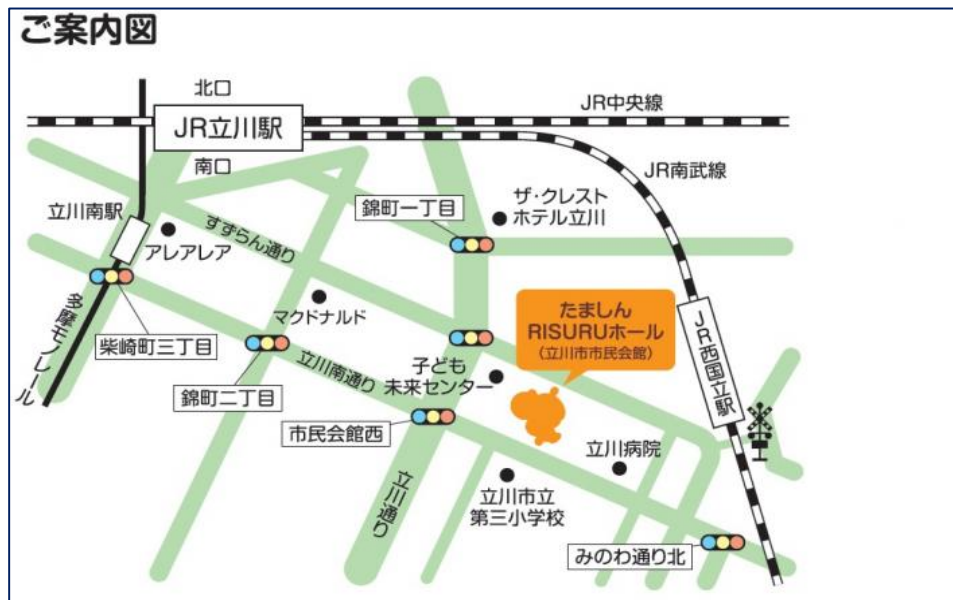 ご案内図
北口
JR中央線
JR立川駅
南口
JR南武線
立川南駅
アレアレア
すずらん通り
錦町一丁目
ザ・クレスト
ホテル立川
多摩モノレール
柴崎町三丁目
マクドナルド
錦町二丁目
立川南通り
たましん
RISURUホール
(立川市市民会館)
子ども
未来センター
JR西国立駅
市民会館西
立川通り
立川病院
立川市立
第三小学校
みのわ通り北